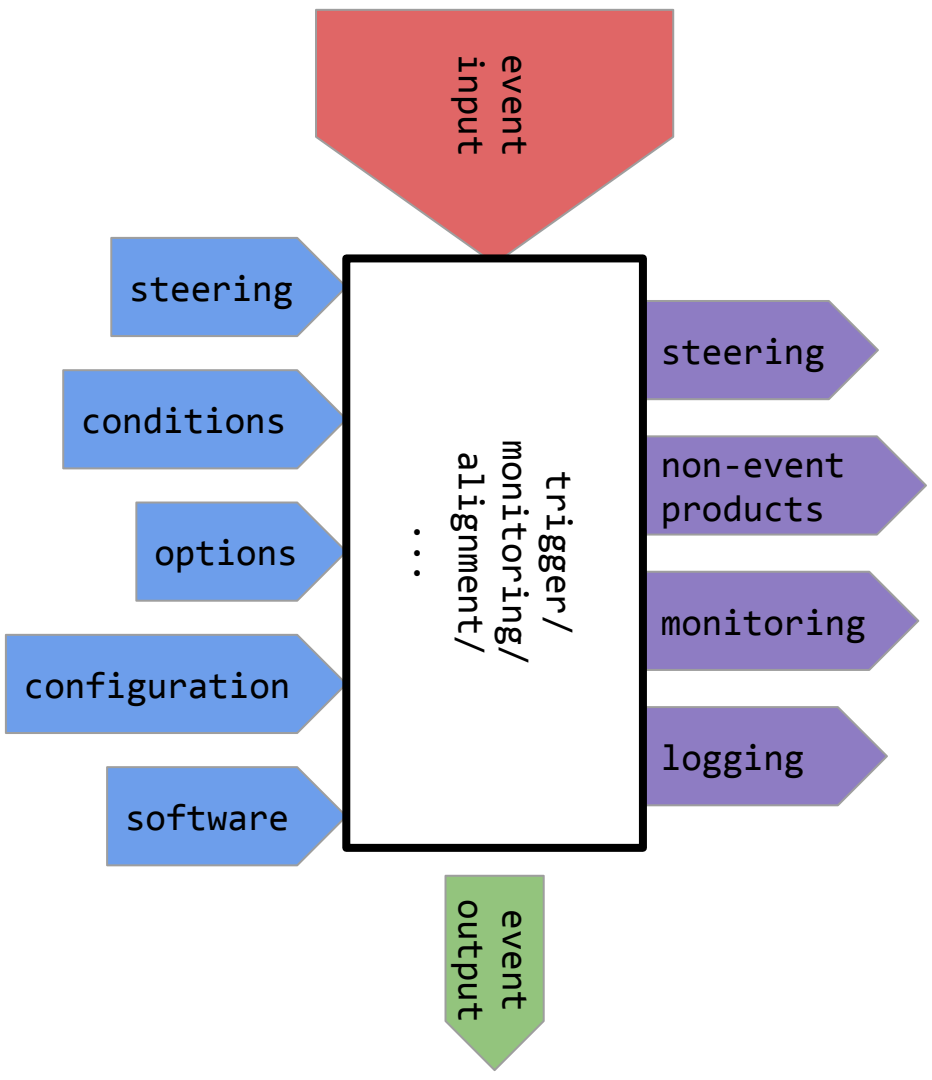 event
input
steering
conditions
options
configuration
software
trigger/
monitoring/
alignment/
...
steering
non-event
products
monitoring
logging
event
output